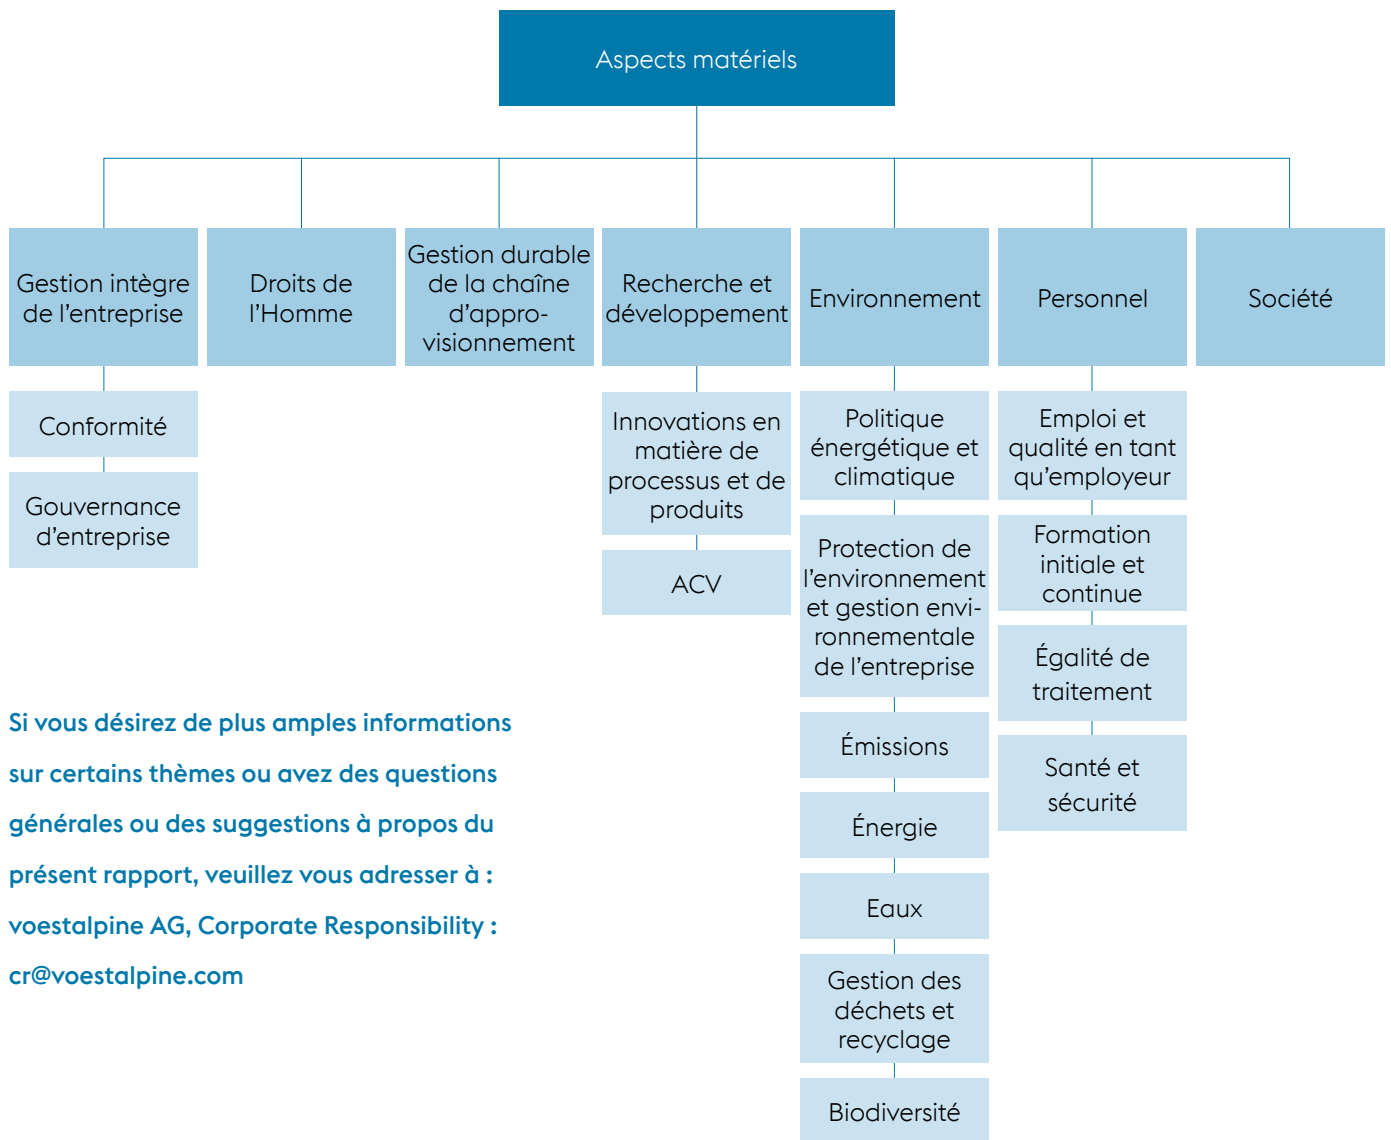 Aspects matériels
Gestion intègre
de l’entreprise
Droits de
l’Homme
Gestion durable
de la chaîne
d’appro-
visionnement
Recherche et
développement
Environnement
Personnel
Société
Conformité
Gouvernance
d’entreprise
Innovations en
matière de
processus et de
produits
ACV
Politique
énergétique et
climatique
Protection de
l’environnement
et gestion envi-
ronnementale
de l’entreprise
Émissions
Énergie
Eaux
Gestion des
déchets et
recyclage
Biodiversité
Emploi et
qualité en tant
qu’employeur
Formation
initiale et
continue
Égalité de
traitement
Santé et
sécurité
Si vous désirez de plus amples informations
sur certains thèmes ou avez des questions
générales ou des suggestions à propos du
présent rapport, veuillez vous adresser à :
voestalpine AG, Corporate Responsibility :
cr@voestalpine.com